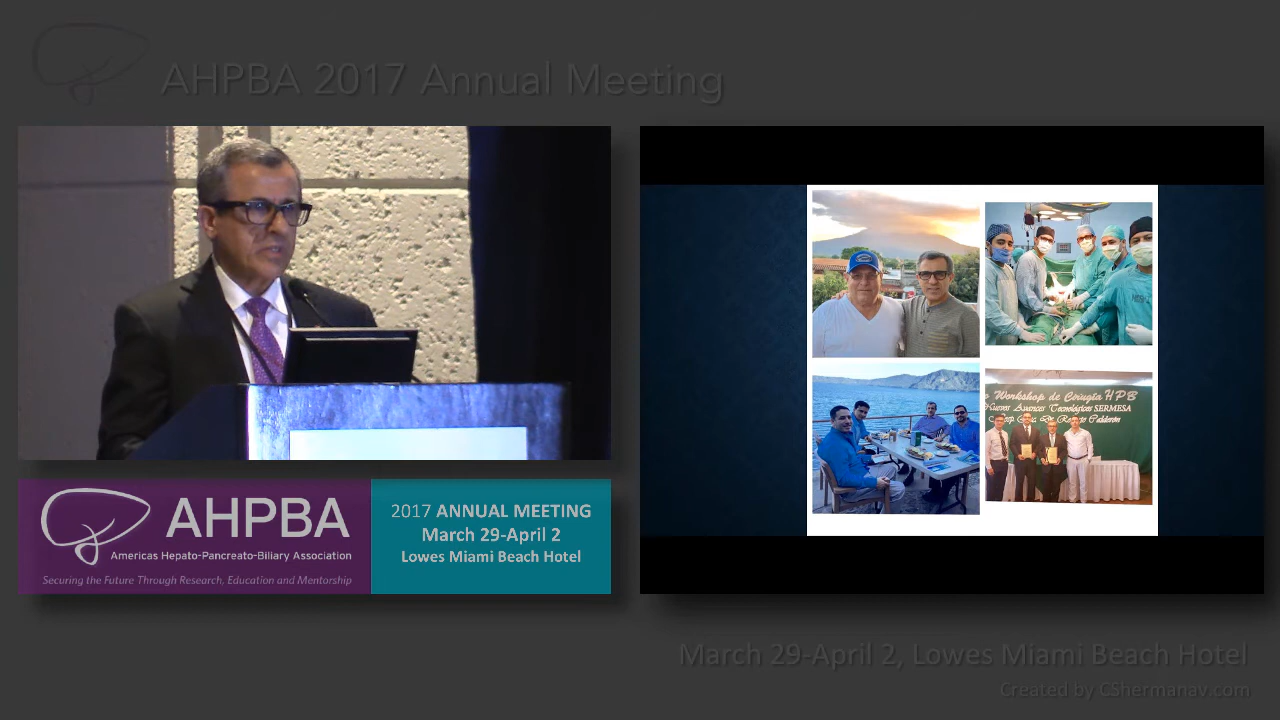 AHPBA 2017 Annual Meeting
Workshop de Cirugía HPB
Nuevos Avances Tecnológicos SERMESA
AHPBA
Americas Hepato-Pancreato-Biliary Association
Securing the Future Through Research, Education and Mentorship
2017 ANNUAL MEETING
March 29-April 2
Lowes Miami Beach Hotel
March 29-April 2, Lowes Miami Beach Hotel
Created by CShermanav.com